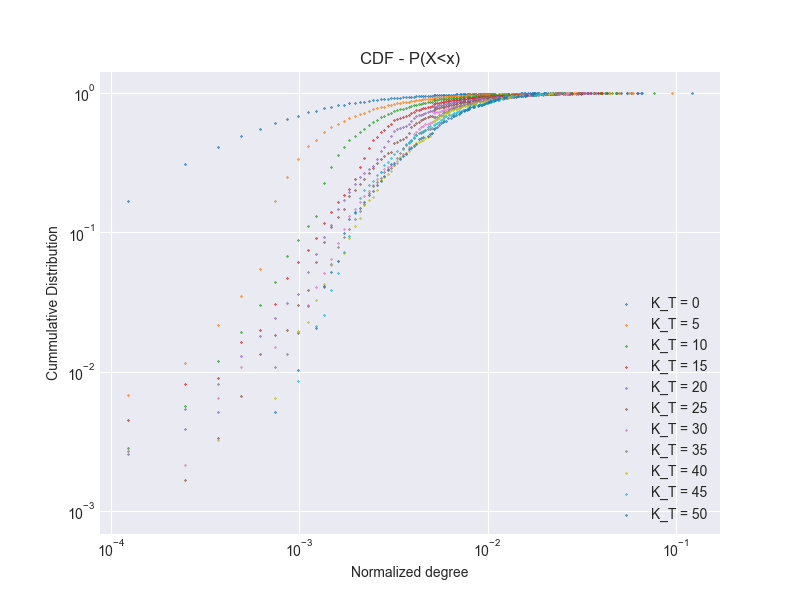 CDF - P(X<x)
Cummulative Distribution
10⁰
10⁻¹
10⁻²
10⁻³
10⁻⁴
10⁻³
10⁻²
10⁻¹
Normalized degree
K_T = 0
K_T = 5
K_T = 10
K_T = 15
K_T = 20
K_T = 25
K_T = 30
K_T = 35
K_T = 40
K_T = 45
K_T = 50